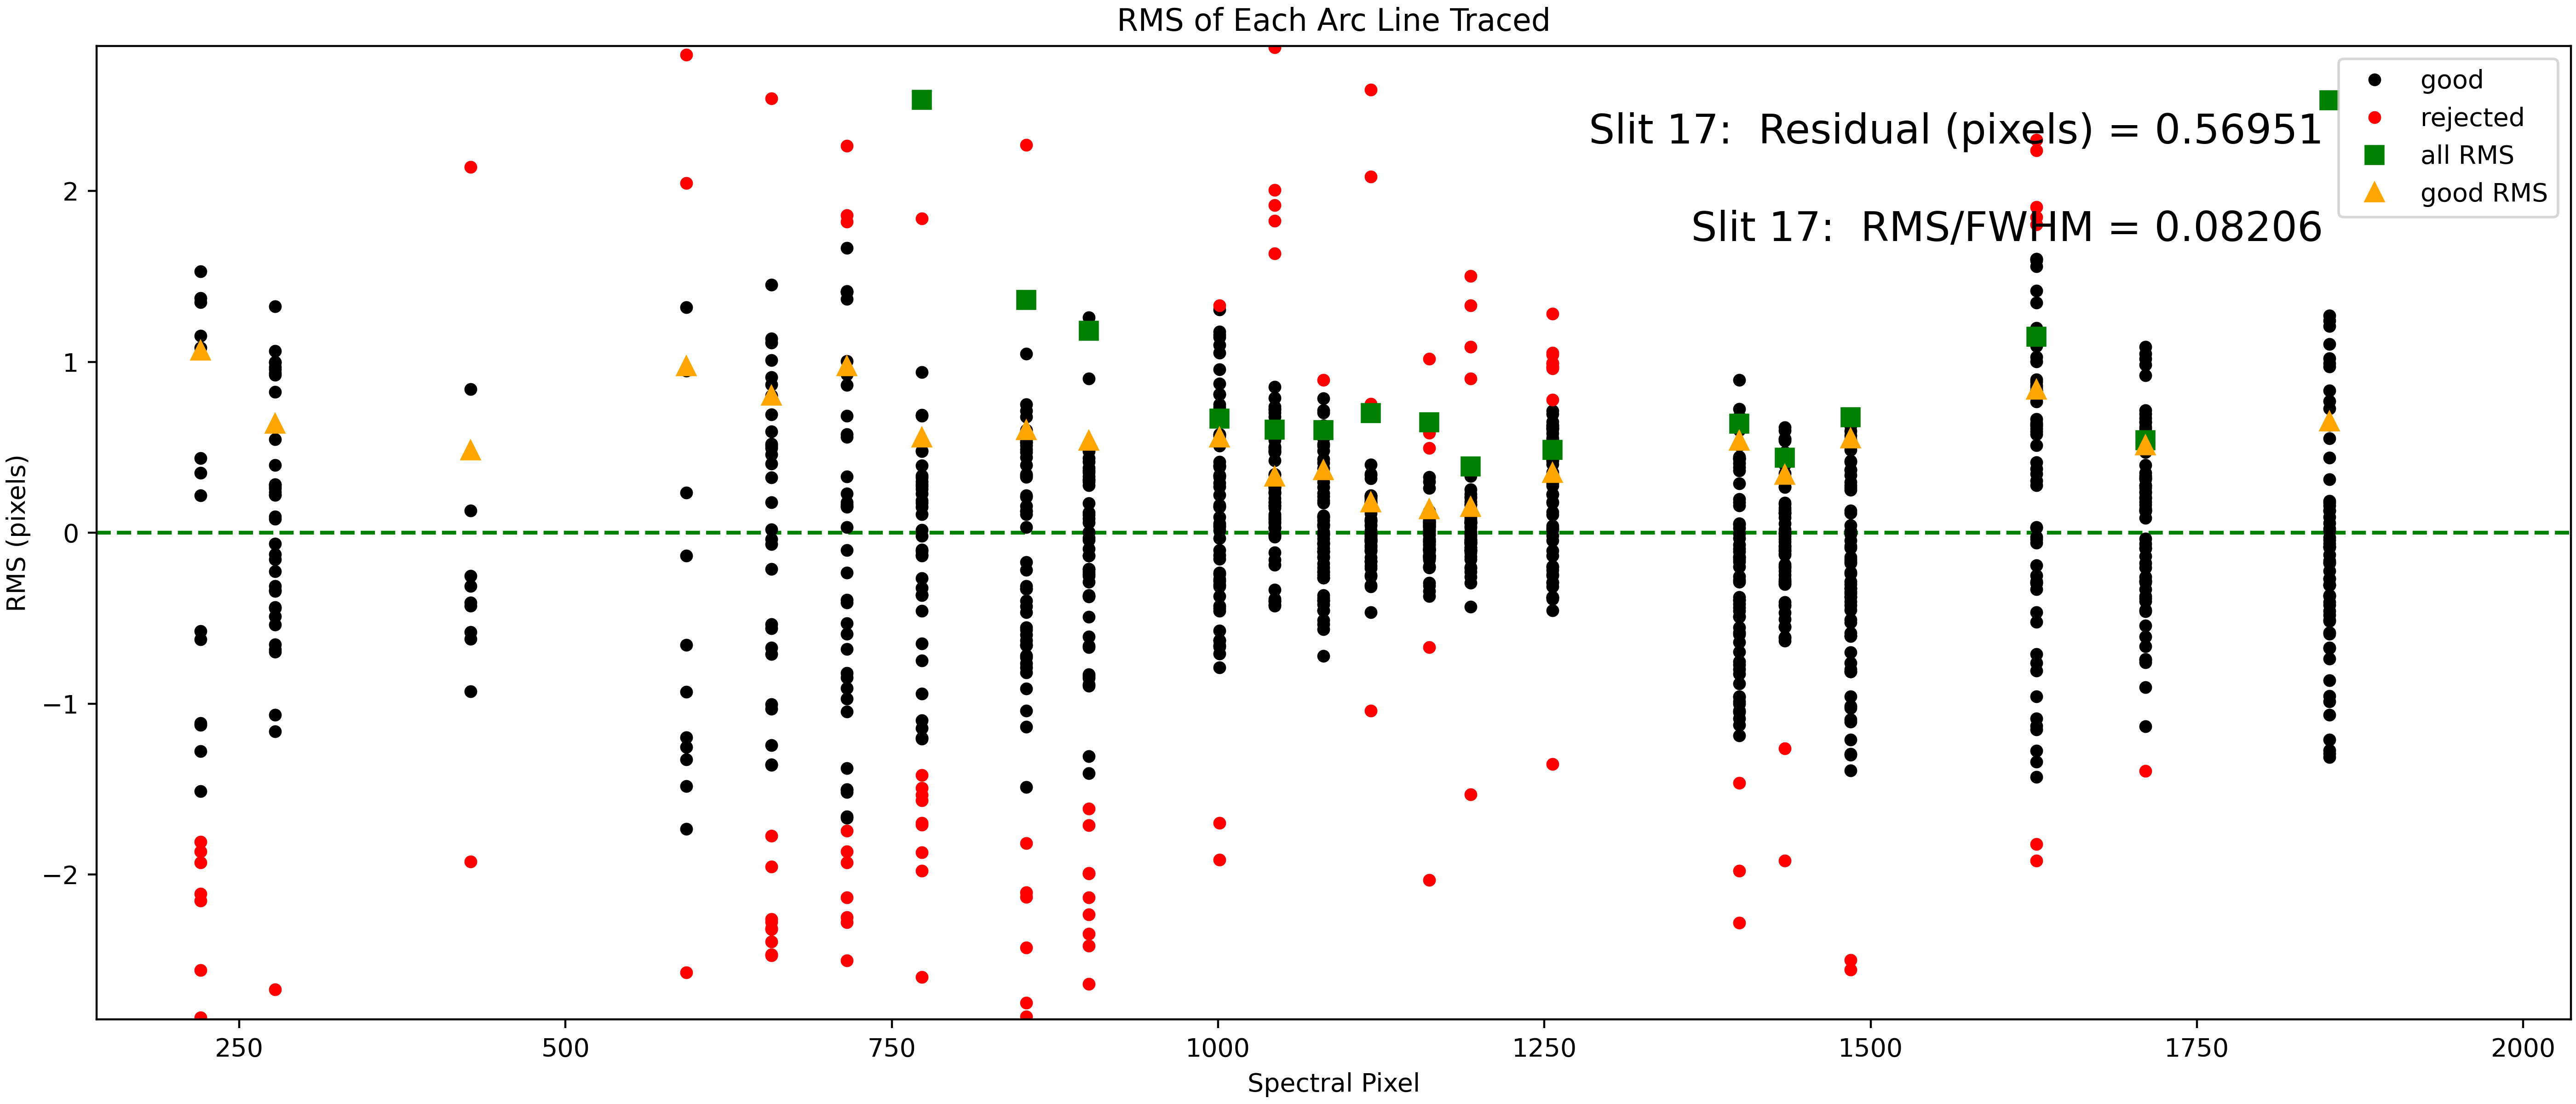 RMS of Each Arc Line Traced
good
rejected
all RMS
good RMS
Slit 17:  Residual (pixels) = 0.56951
Slit 17:  RMS/FWHM = 0.08206
RMS (pixels)
2
1
0
−1
−2
250 500 750 1000 1250 1500 1750 2000
Spectral Pixel